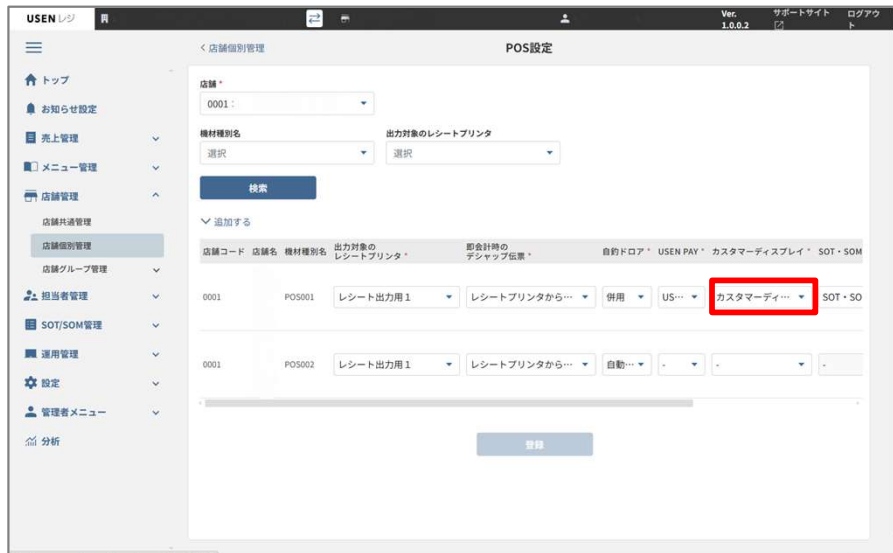 USEN レジ
Ver.
1.0.0.2
サポートサイト
ログアウ
ト
店舗個別管理
POS設定
トップ
お知らせ設定
売上管理
メニュー管理
店舗管理
店舗共通管理
店舗個別管理
店舗グループ管理
担当者管理
SOT/SOM管理
運用管理
設定
管理者メニュー
分析
店舗 *
0001 :
機材種別名
出力対象のレシートプリンタ
選択
選択
検索
追加する
店舗コード 店舗名 機材種別名 出力対象の レシートプリンタ * 即会計時の デシャップ伝票 * 自釣ドロア * USEN PAY * カスタマーディスプレイ * SOT・SOM
0001 POS001 レシート出力用1 レシートプリンタから… 併用 US… カスタマーディ… SOT・SO
0001 POS002 レシート出力用1 レシートプリンタから… 自動… - - -
登録